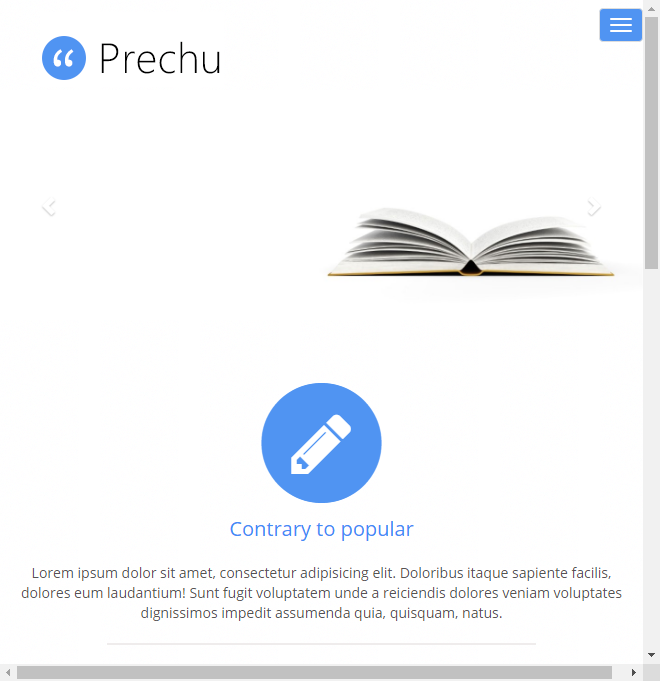 Prechu
Contrary to popular
Lorem ipsum dolor sit amet, consectetur adipisicing elit. Doloribus itaque sapiente facilis,
dolores eum laudantium! Sunt fugit voluptatem unde a reiciendis dolores veniam voluptates
dignissimos impedit assumenda quia, quisquam, natus.